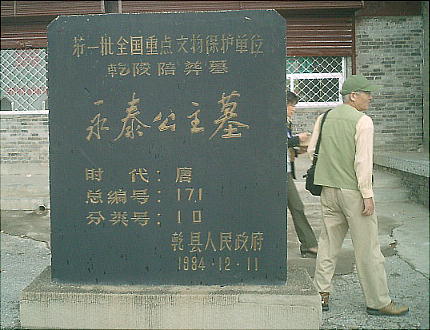 第一批全国重点文物保护单位
乾陵陪葬墓
永泰公主墓
时 代：唐
总编号：171
分类号：10
乾县人民政府
1984·12·11